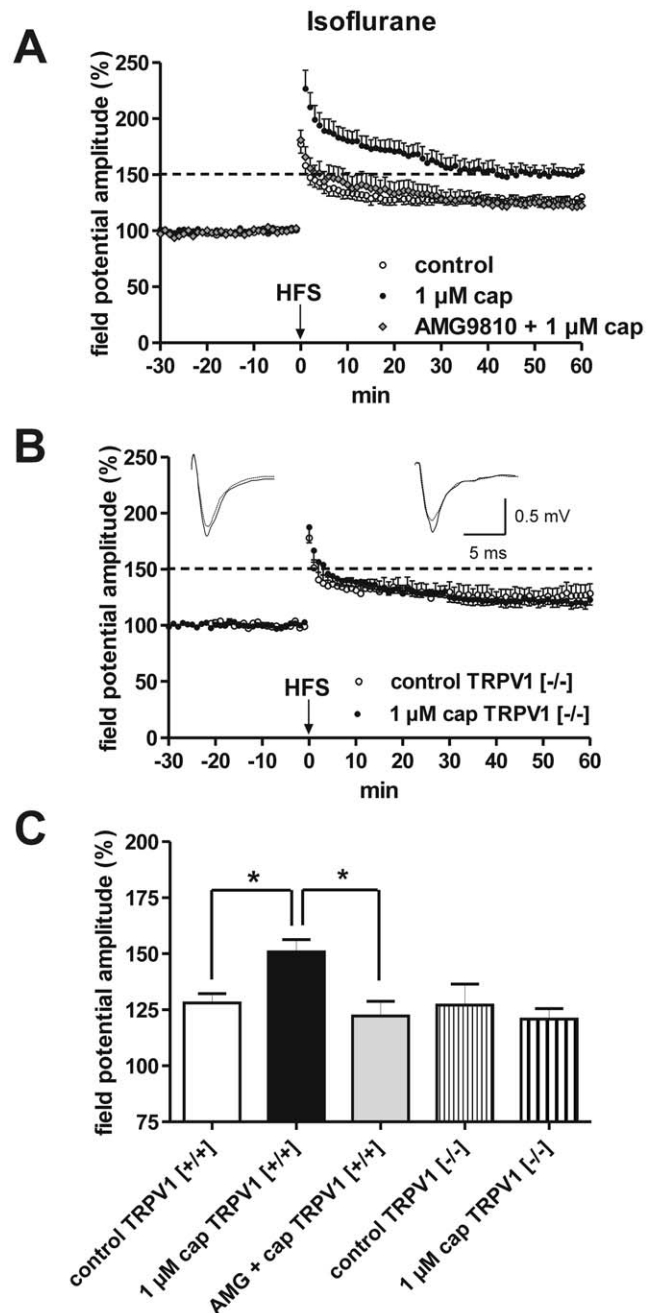 Isoflurane
A
field potential amplitude (%)
250
200
150
100
50
0
HFS
control
1 µM cap
AMG9810 + 1 µM cap
-30 -20 -10 0 10 20 30 40 50 60
min
B
field potential amplitude (%)
250
200
150
100
50
0
0.5 mV
5 ms
HFS
control TRPV1 [-/-]
1 µM cap TRPV1 [-/-]
-30 -20 -10 0 10 20 30 40 50 60
min
C
field potential amplitude (%)
200
175
150
125
100
75
* *
control TRPV1 [+/+]
1 µM cap TRPV1 [+/+]
AMG + cap TRPV1 [+/+]
control TRPV1 [-/-]
1 µM cap TRPV1 [-/-]